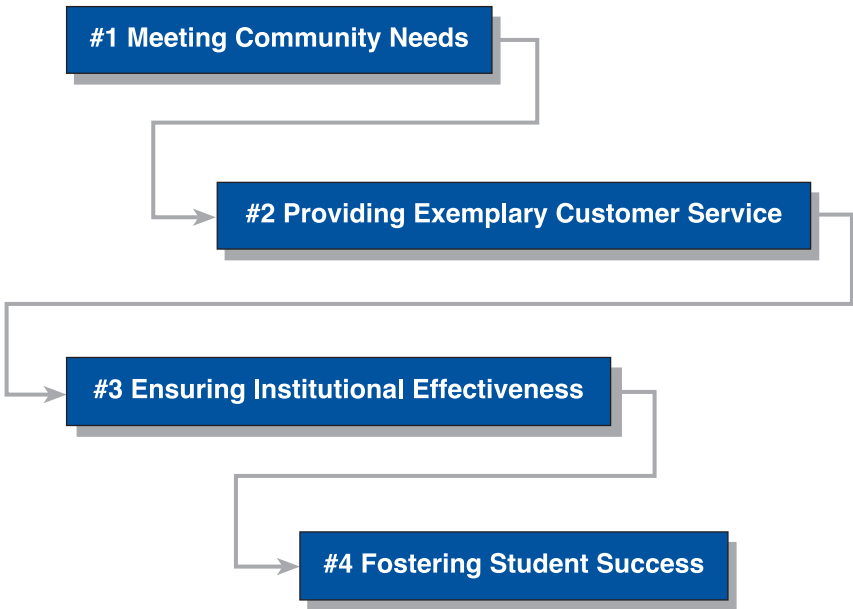 #1 Meeting Community Needs
#2 Providing Exemplary Customer Service
#3 Ensuring Institutional Effectiveness
#4 Fostering Student Success